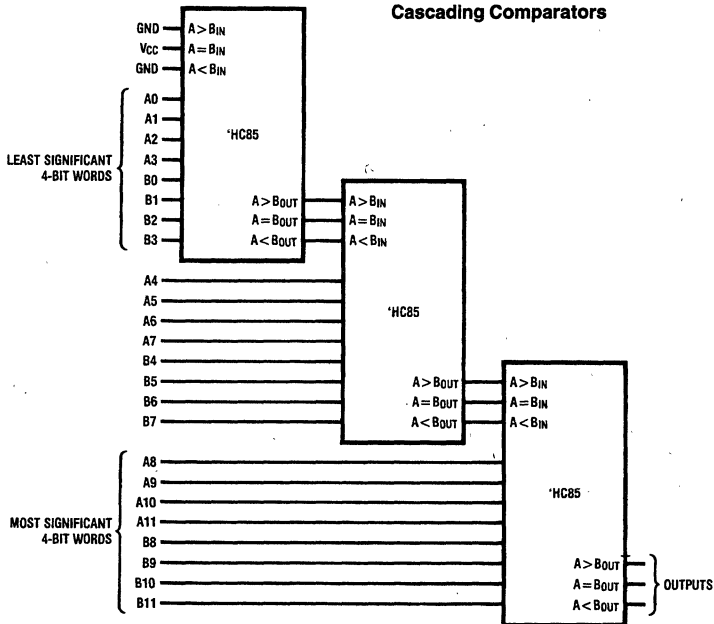 Cascading Comparators
GND
VCC
GND
A>BIN
A=BIN
A<BIN
LEAST SIGNIFICANT
4-BIT WORDS
A0
A1
A2
A3
B0
B1
B2
B3
'HC85
A>BOUT
A=BOUT
A<BOUT
A>BIN
A=BIN
A<BIN
A4
A5
A6
A7
B4
B5
B6
B7
'HC85
A>BOUT
A=BOUT
A<BOUT
A>BIN
A=BIN
A<BIN
MOST SIGNIFICANT
4-BIT WORDS
A8
A9
A10
A11
B8
B9
B10
B11
'HC85
A>BOUT
A=BOUT
A<BOUT
OUTPUTS